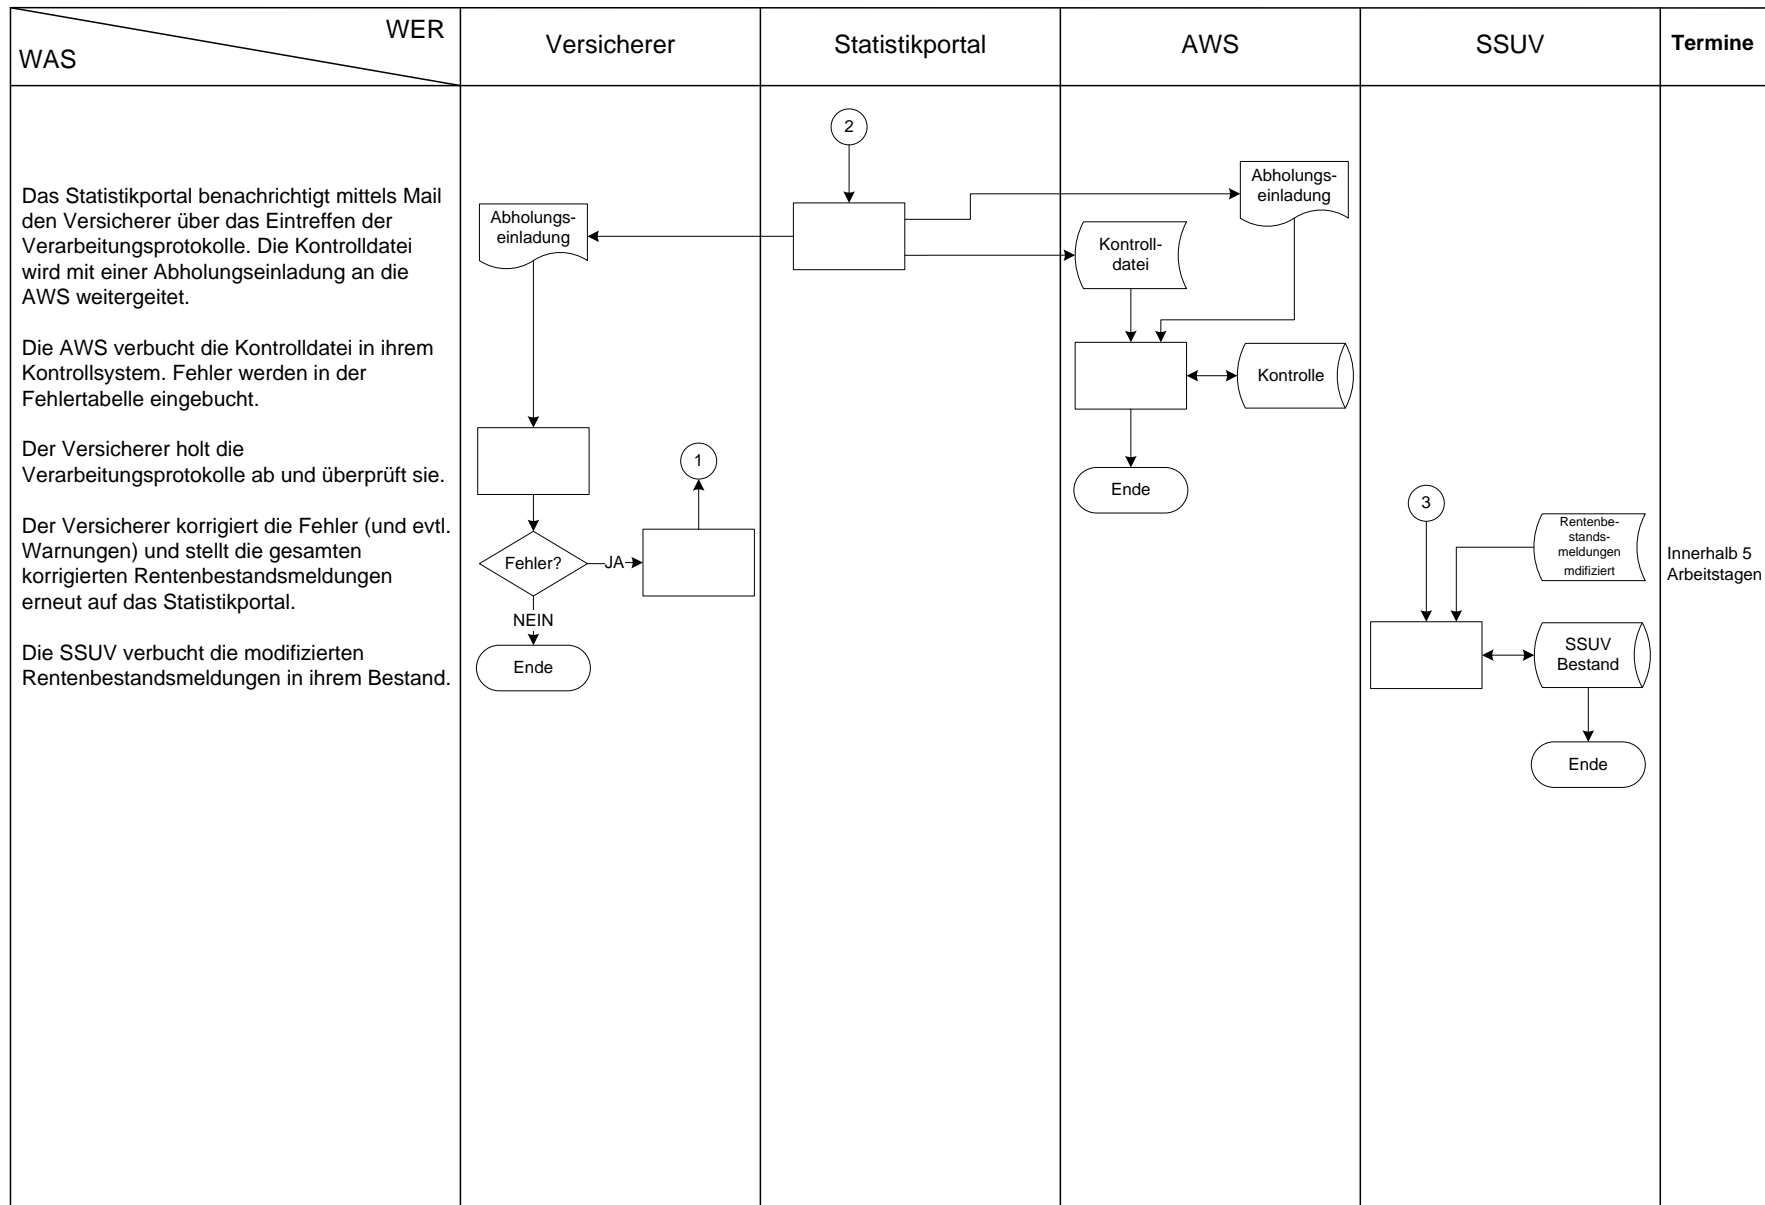 WER
WAS
Versicherer
Statistikportal
AWS
SSUV
Termine
Das Statistikportal benachrichtigt mittels Mail
den Versicherer über das Eintreffen der
Verarbeitungsprotokolle. Die Kontrolldatei
wird mit einer Abholungseinladung an die
AWS weitergeitet.
Die AWS verbucht die Kontrolldatei in ihrem
Kontrollsystem. Fehler werden in der
Fehlertabelle eingebucht.
Der Versicherer holt die
Verarbeitungsprotokolle ab und überprüft sie.
Der Versicherer korrigiert die Fehler (und evtl.
Warnungen) und stellt die gesamten
korrigierten Rentenbestandsmeldungen
erneut auf das Statistikportal.
Die SSUV verbucht die modifizierten
Rentenbestandsmeldungen in ihrem Bestand.
Abholungs-
einladung
1
Fehler?
JA
NEIN
Ende
2
Abholungs-
einladung
Kontroll-
datei
Kontrolle
Ende
3
Rentenbe-
stands-
meldungen
mdifiziert
SSUV
Bestand
Ende
Innerhalb 5
Arbeitstagen